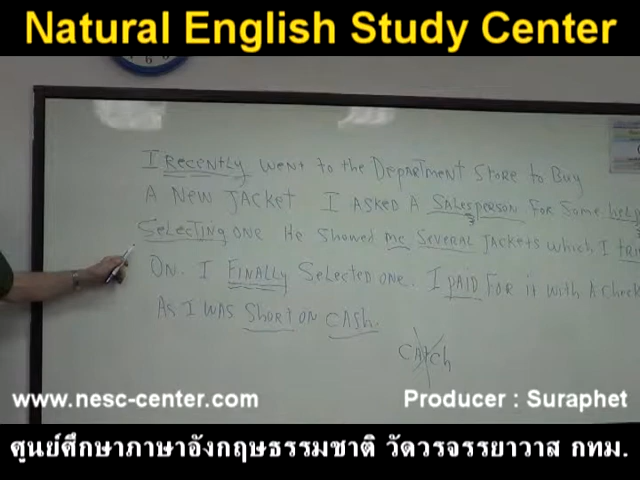 Natural English Study Center
I RECENTLY WENT to the DEPARTMENT STORE to Buy
A NEW JACKET I ASKED A SALESPERSON FOR Some HELP
SELECTING ONE He Showed me SEVERAL JACKETS which I
ON. I FINALLY SELECTED ONE. I PAID FOR it with A Check
As I WAS Short ON CASh.
CATCh
www.nesc-center.com
Producer : Suraphet
ศูนย์ศึกษาภาษาอังกฤษธรรมชาติ วัดวรจรรยาวาส กทม.